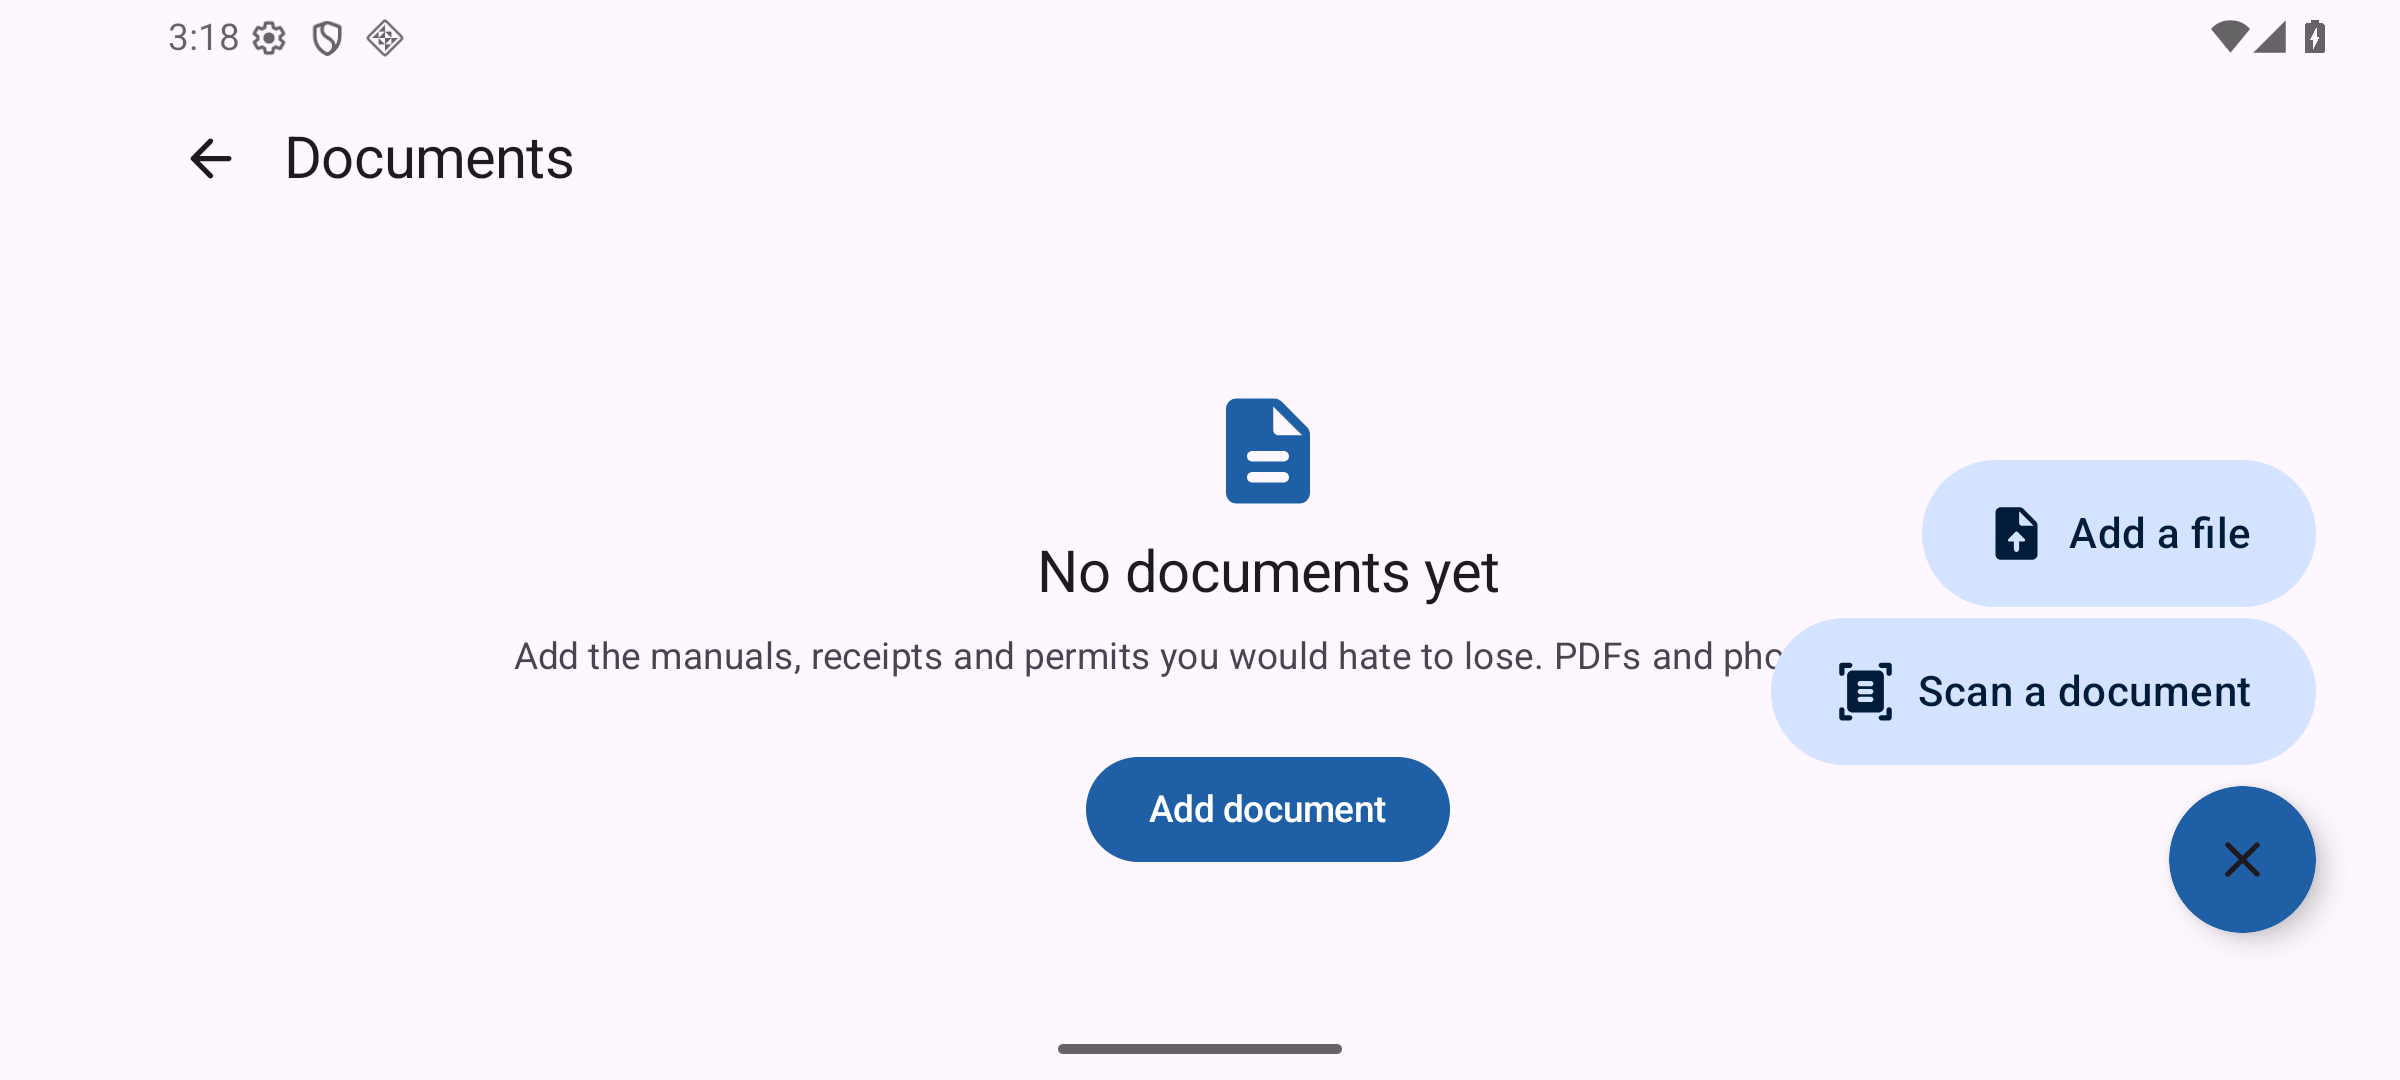 3:18
Documents
No documents yet
Add the manuals, receipts and permits you would hate to lose. PDFs and
Add a file
Scan a document
Add document